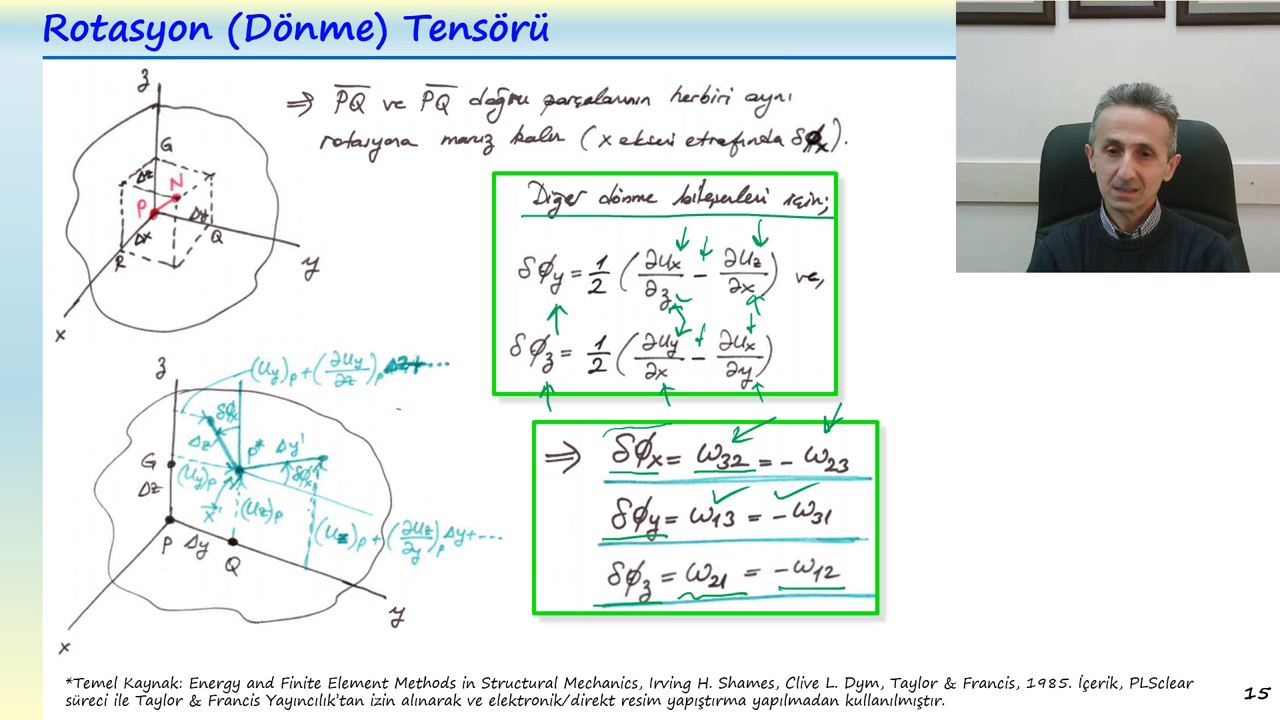 Rotasyon (Dönme) Tensörü
⇒ PQ ve PQ doğru parçalarının herbiri aynı
rotasyona maruz kalır (x ekseni etrafında δϕx).
z
G
Δz
N
P
Δy
Δx
Q
R
y
x
Diğer dönme bileşenleri için;
δϕy = 1/2 (∂ux/∂z − ∂uz/∂x) ve,
δϕz = 1/2 (∂uy/∂x − ∂ux/∂y)
z
(uy)p + (∂uy/∂z)p Δz + ...
δϕx
Δz
P*
Δy'
G
(uy)p
δϕx
Δz
x'
(uz)p
(uz)p + (∂uz/∂y)p Δy + ...
P
Δy
Q
y
x
⇒ δϕx = ω32 = − ω23
δϕy = ω13 = − ω31
δϕz = ω21 = − ω12
*Temel Kaynak: Energy and Finite Element Methods in Structural Mechanics, Irving H. Shames, Clive L. Dym, Taylor & Francis, 1985. İçerik, PLSclear
süreci ile Taylor & Francis Yayıncılık'tan izin alınarak ve elektronik/direkt resim yapıştırma yapılmadan kullanılmıştır.
15